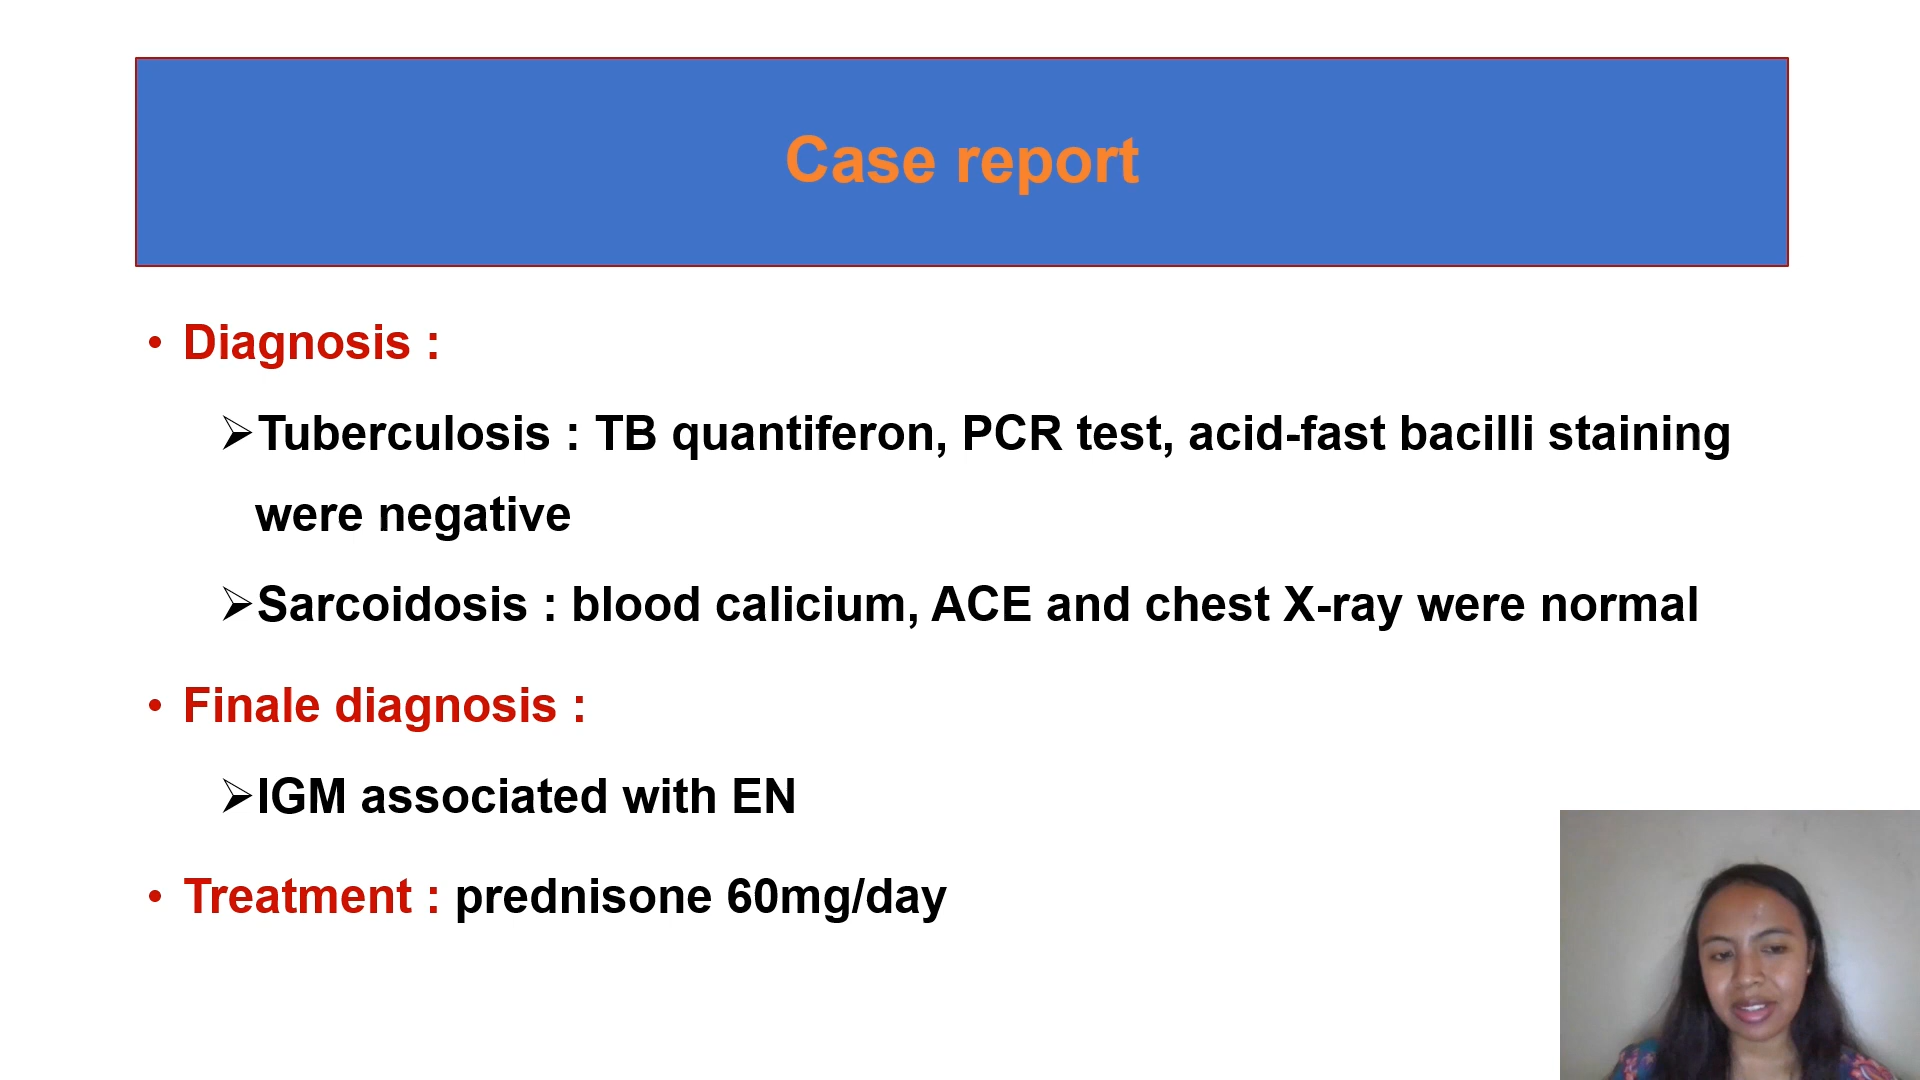 Case report
• Diagnosis :
➢Tuberculosis : TB quantiferon, PCR test, acid-fast bacilli staining
were negative
➢Sarcoidosis : blood calicium, ACE and chest X-ray were normal
• Finale diagnosis :
➢IGM associated with EN
• Treatment : prednisone 60mg/day